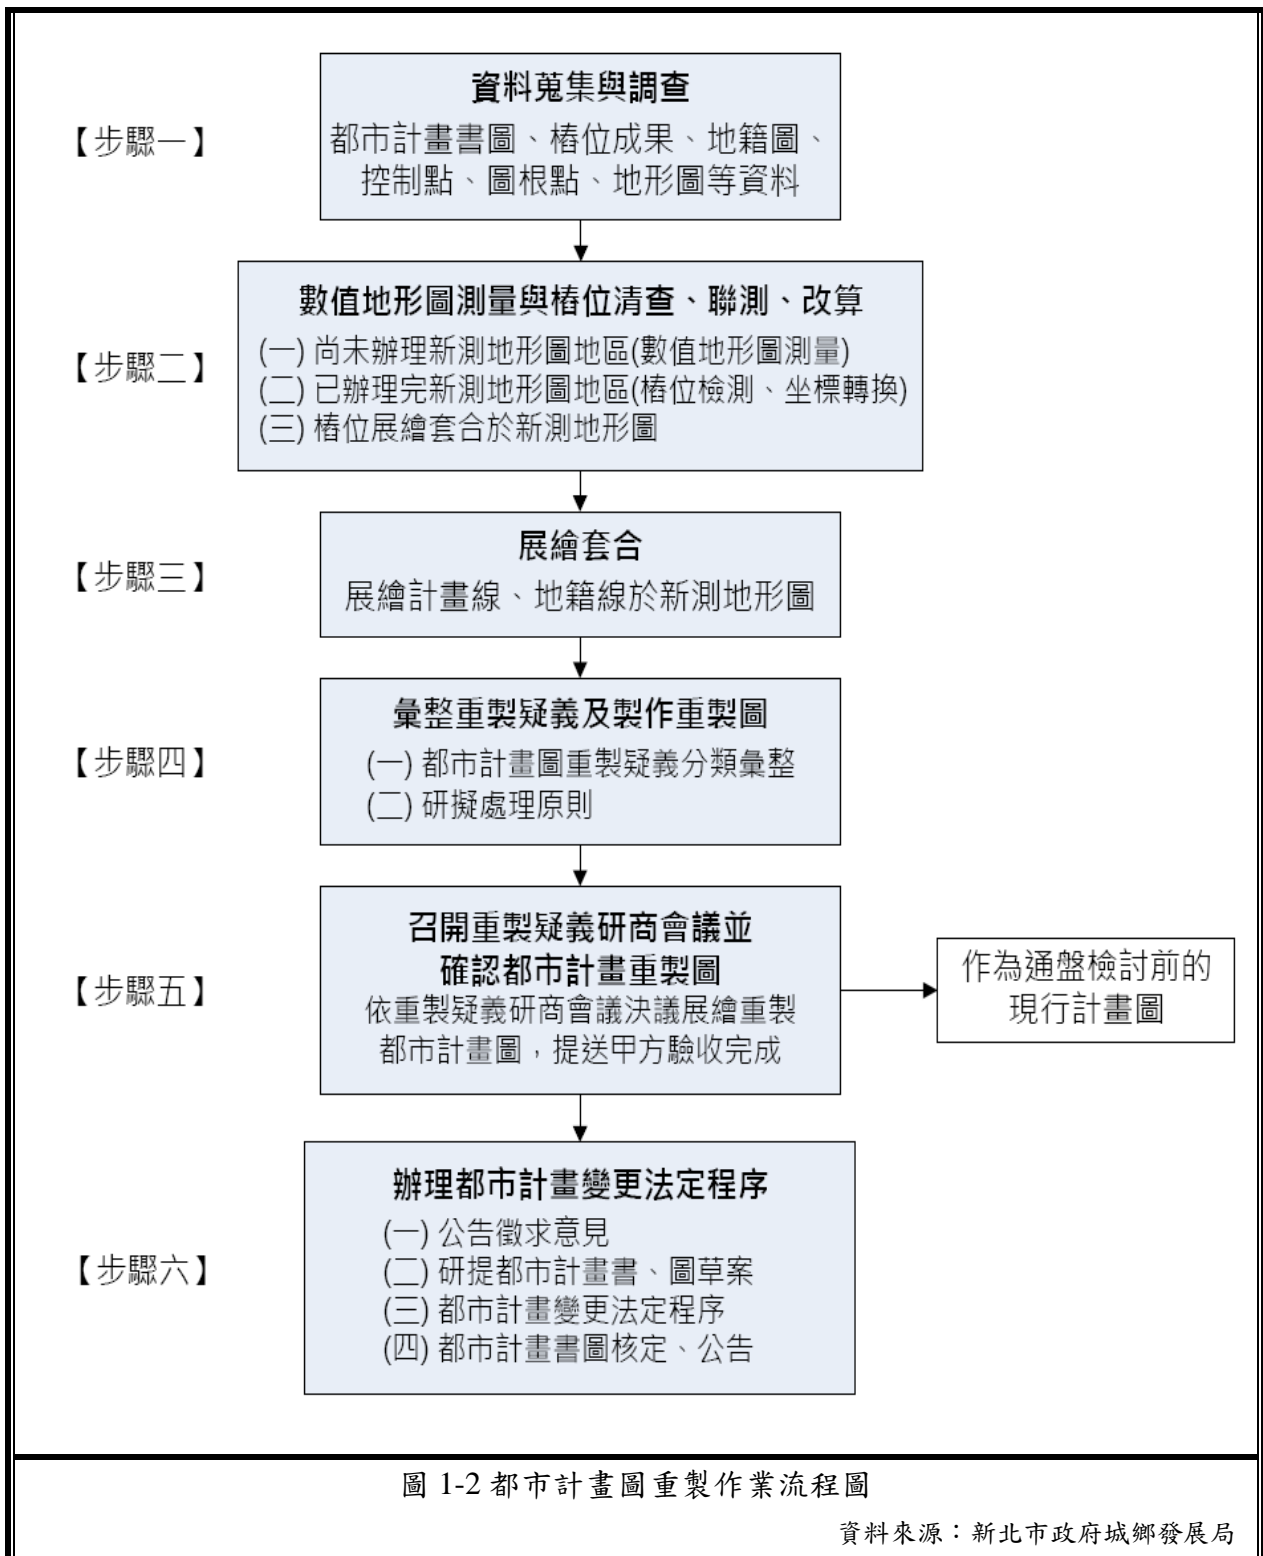 【步驟一】
資料蒐集與調查
都市計畫書圖、樁位成果、地籍圖、
控制點、圖根點、地形圖等資料
【步驟二】
數值地形圖測量與樁位清查、聯測、改算
(一) 尚未辦理新測地形圖地區(數值地形圖測量)
(二) 已辦理完新測地形圖地區(樁位檢測、坐標轉換)
(三) 樁位展繪套合於新測地形圖
【步驟三】
展繪套合
展繪計畫線、地籍線於新測地形圖
【步驟四】
彙整重製疑義及製作重製圖
(一) 都市計畫圖重製疑義分類彙整
(二) 研擬處理原則
【步驟五】
召開重製疑義研商會議並
確認都市計畫重製圖
依重製疑義研商會議決議展繪重製
都市計畫圖，提送甲方驗收完成
作為通盤檢討前的
現行計畫圖
【步驟六】
辦理都市計畫變更法定程序
(一) 公告徵求意見
(二) 研提都市計畫書、圖草案
(三) 都市計畫變更法定程序
(四) 都市計畫書圖核定、公告
圖 1-2 都市計畫圖重製作業流程圖
資料來源：新北市政府城鄉發展局